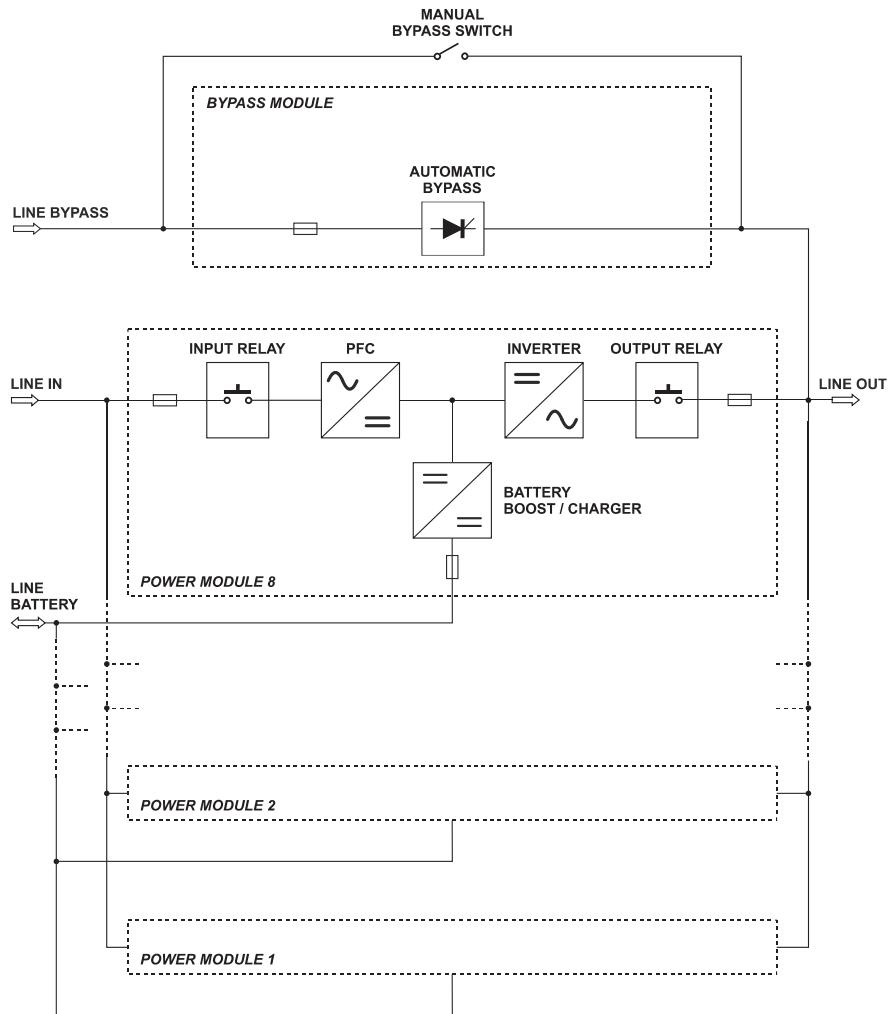 MANUAL
BYPASS SWITCH
BYPASS MODULE
AUTOMATIC
BYPASS
LINE BYPASS
INPUT RELAY
PFC
INVERTER
OUTPUT RELAY
LINE IN
LINE OUT
BATTERY
BOOST / CHARGER
POWER MODULE 8
LINE
BATTERY
POWER MODULE 2
POWER MODULE 1